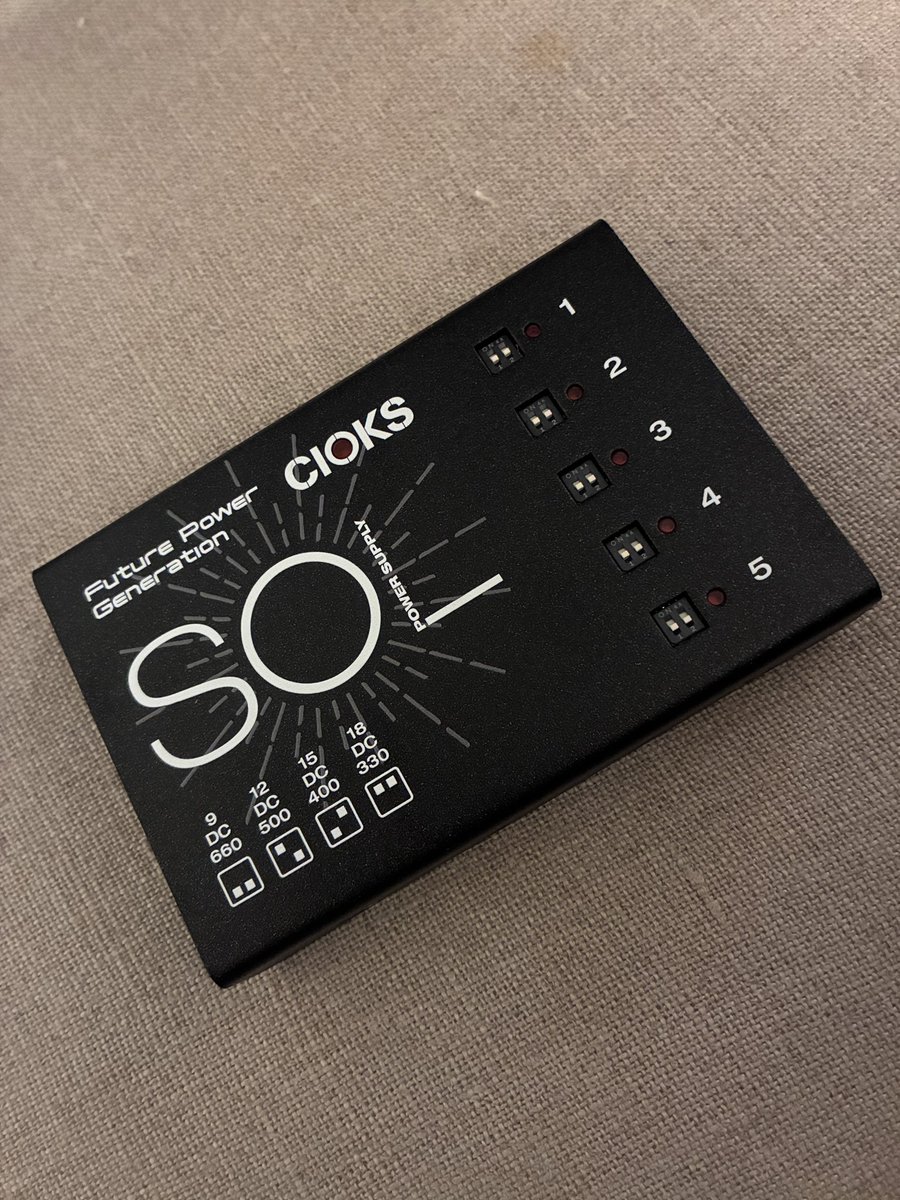 Future Power
Generation
CIOKS
SOl
POWER SUPPLY
9
DC
660
12
DC
500
15
DC
400
18
DC
330
1
2
3
4
5